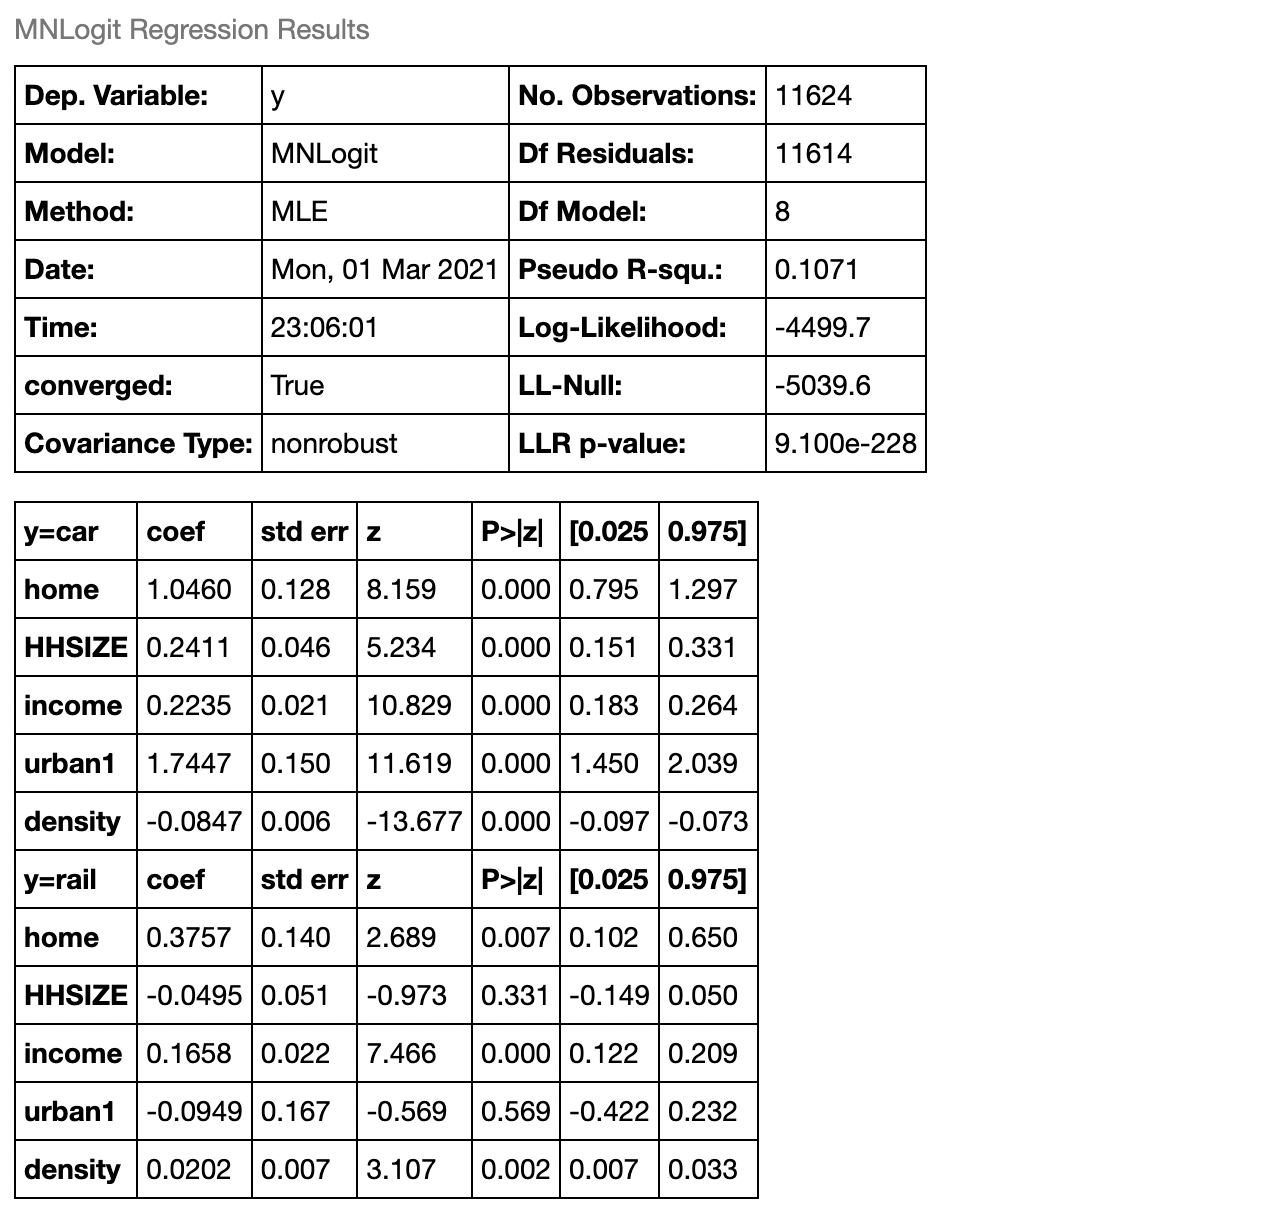 MNLogit Regression Results
Dep. Variable: y No. Observations: 11624
Model: MNLogit Df Residuals: 11614
Method: MLE Df Model: 8
Date: Mon, 01 Mar 2021 Pseudo R-squ.: 0.1071
Time: 23:06:01 Log-Likelihood: -4499.7
converged: True LL-Null: -5039.6
Covariance Type: nonrobust LLR p-value: 9.100e-228
y=car coef std err z P>|z| [0.025 0.975]
home 1.0460 0.128 8.159 0.000 0.795 1.297
HHSIZE 0.2411 0.046 5.234 0.000 0.151 0.331
income 0.2235 0.021 10.829 0.000 0.183 0.264
urban1 1.7447 0.150 11.619 0.000 1.450 2.039
density -0.0847 0.006 -13.677 0.000 -0.097 -0.073
y=rail coef std err z P>|z| [0.025 0.975]
home 0.3757 0.140 2.689 0.007 0.102 0.650
HHSIZE -0.0495 0.051 -0.973 0.331 -0.149 0.050
income 0.1658 0.022 7.466 0.000 0.122 0.209
urban1 -0.0949 0.167 -0.569 0.569 -0.422 0.232
density 0.0202 0.007 3.107 0.002 0.007 0.033